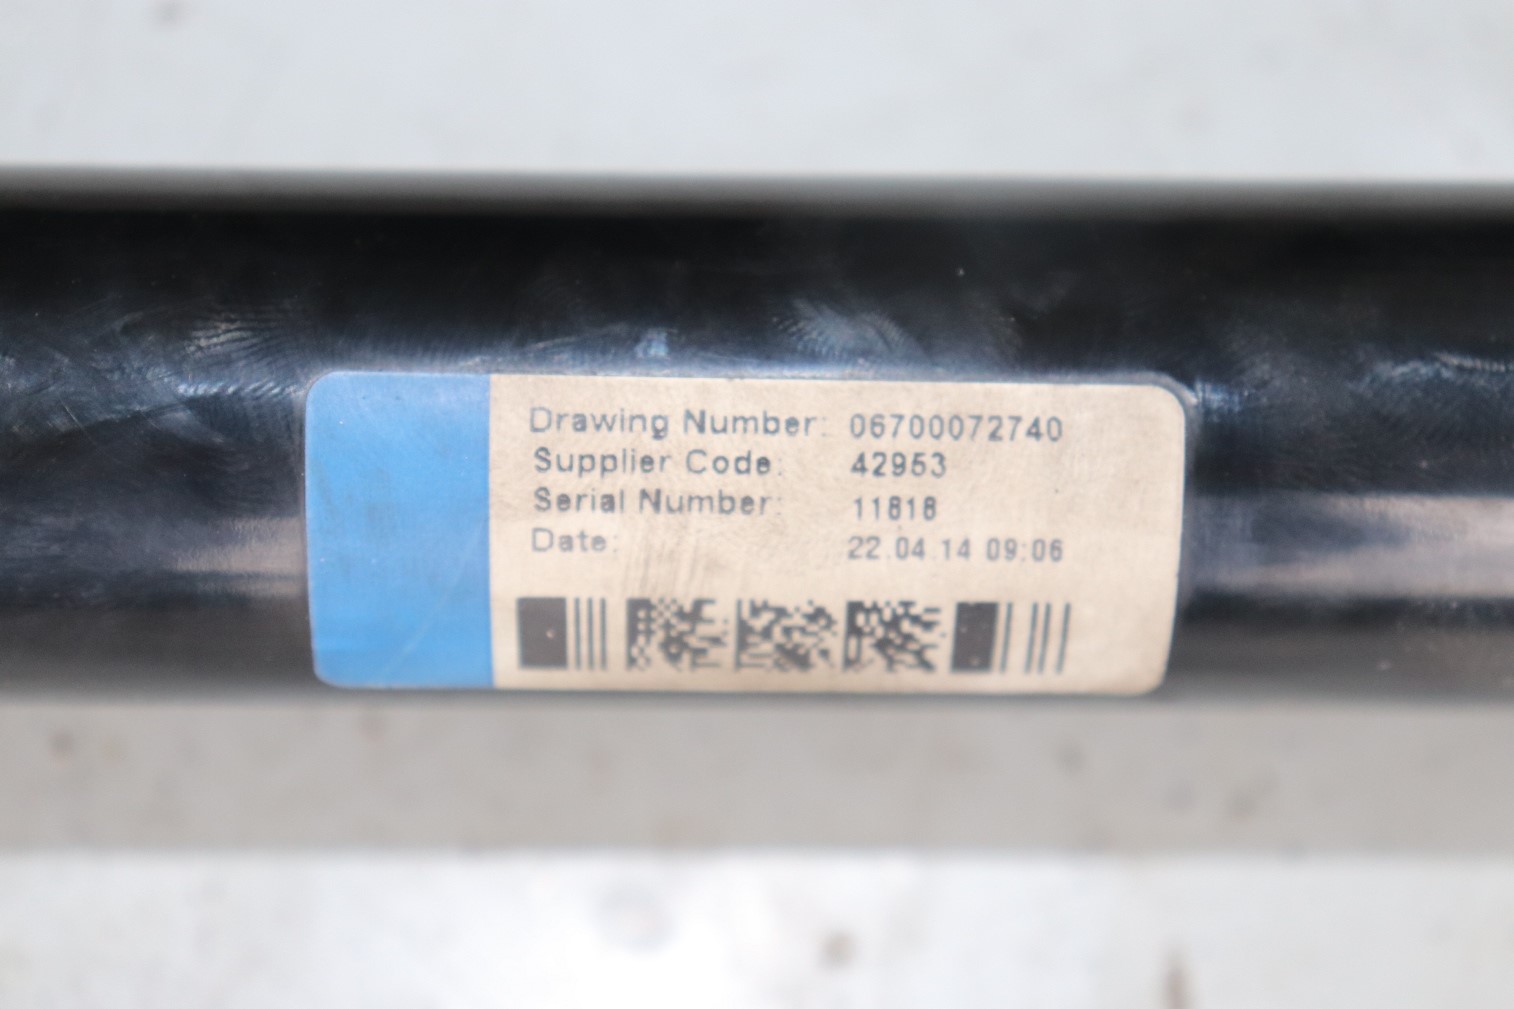 Drawing Number: 06700072740
Supplier Code: 42953
Serial Number: 11818
Date: 22.04.14 09:06